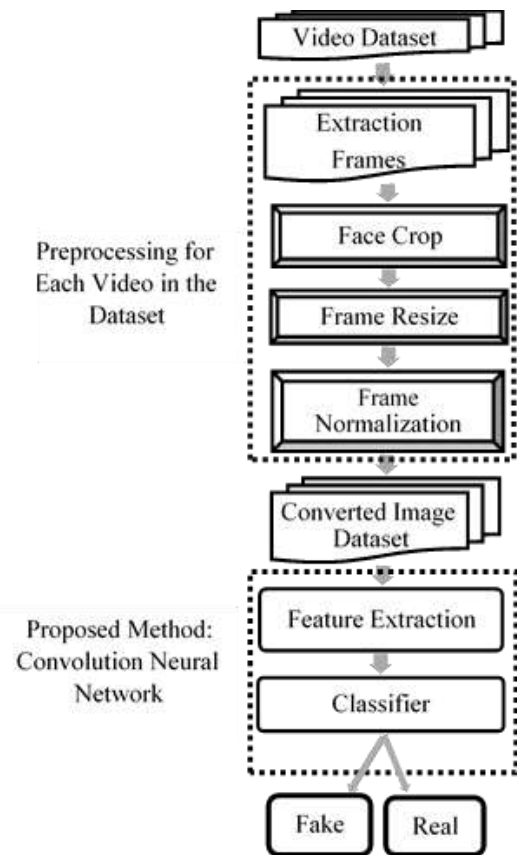 Video Dataset
Extraction
Frames
Face Crop
Preprocessing for
Each Video in the
Dataset
Frame Resize
Frame
Normalization
Converted Image
Dataset
Feature Extraction
Proposed Method:
Convolution Neural
Network
Classifier
Fake
Real